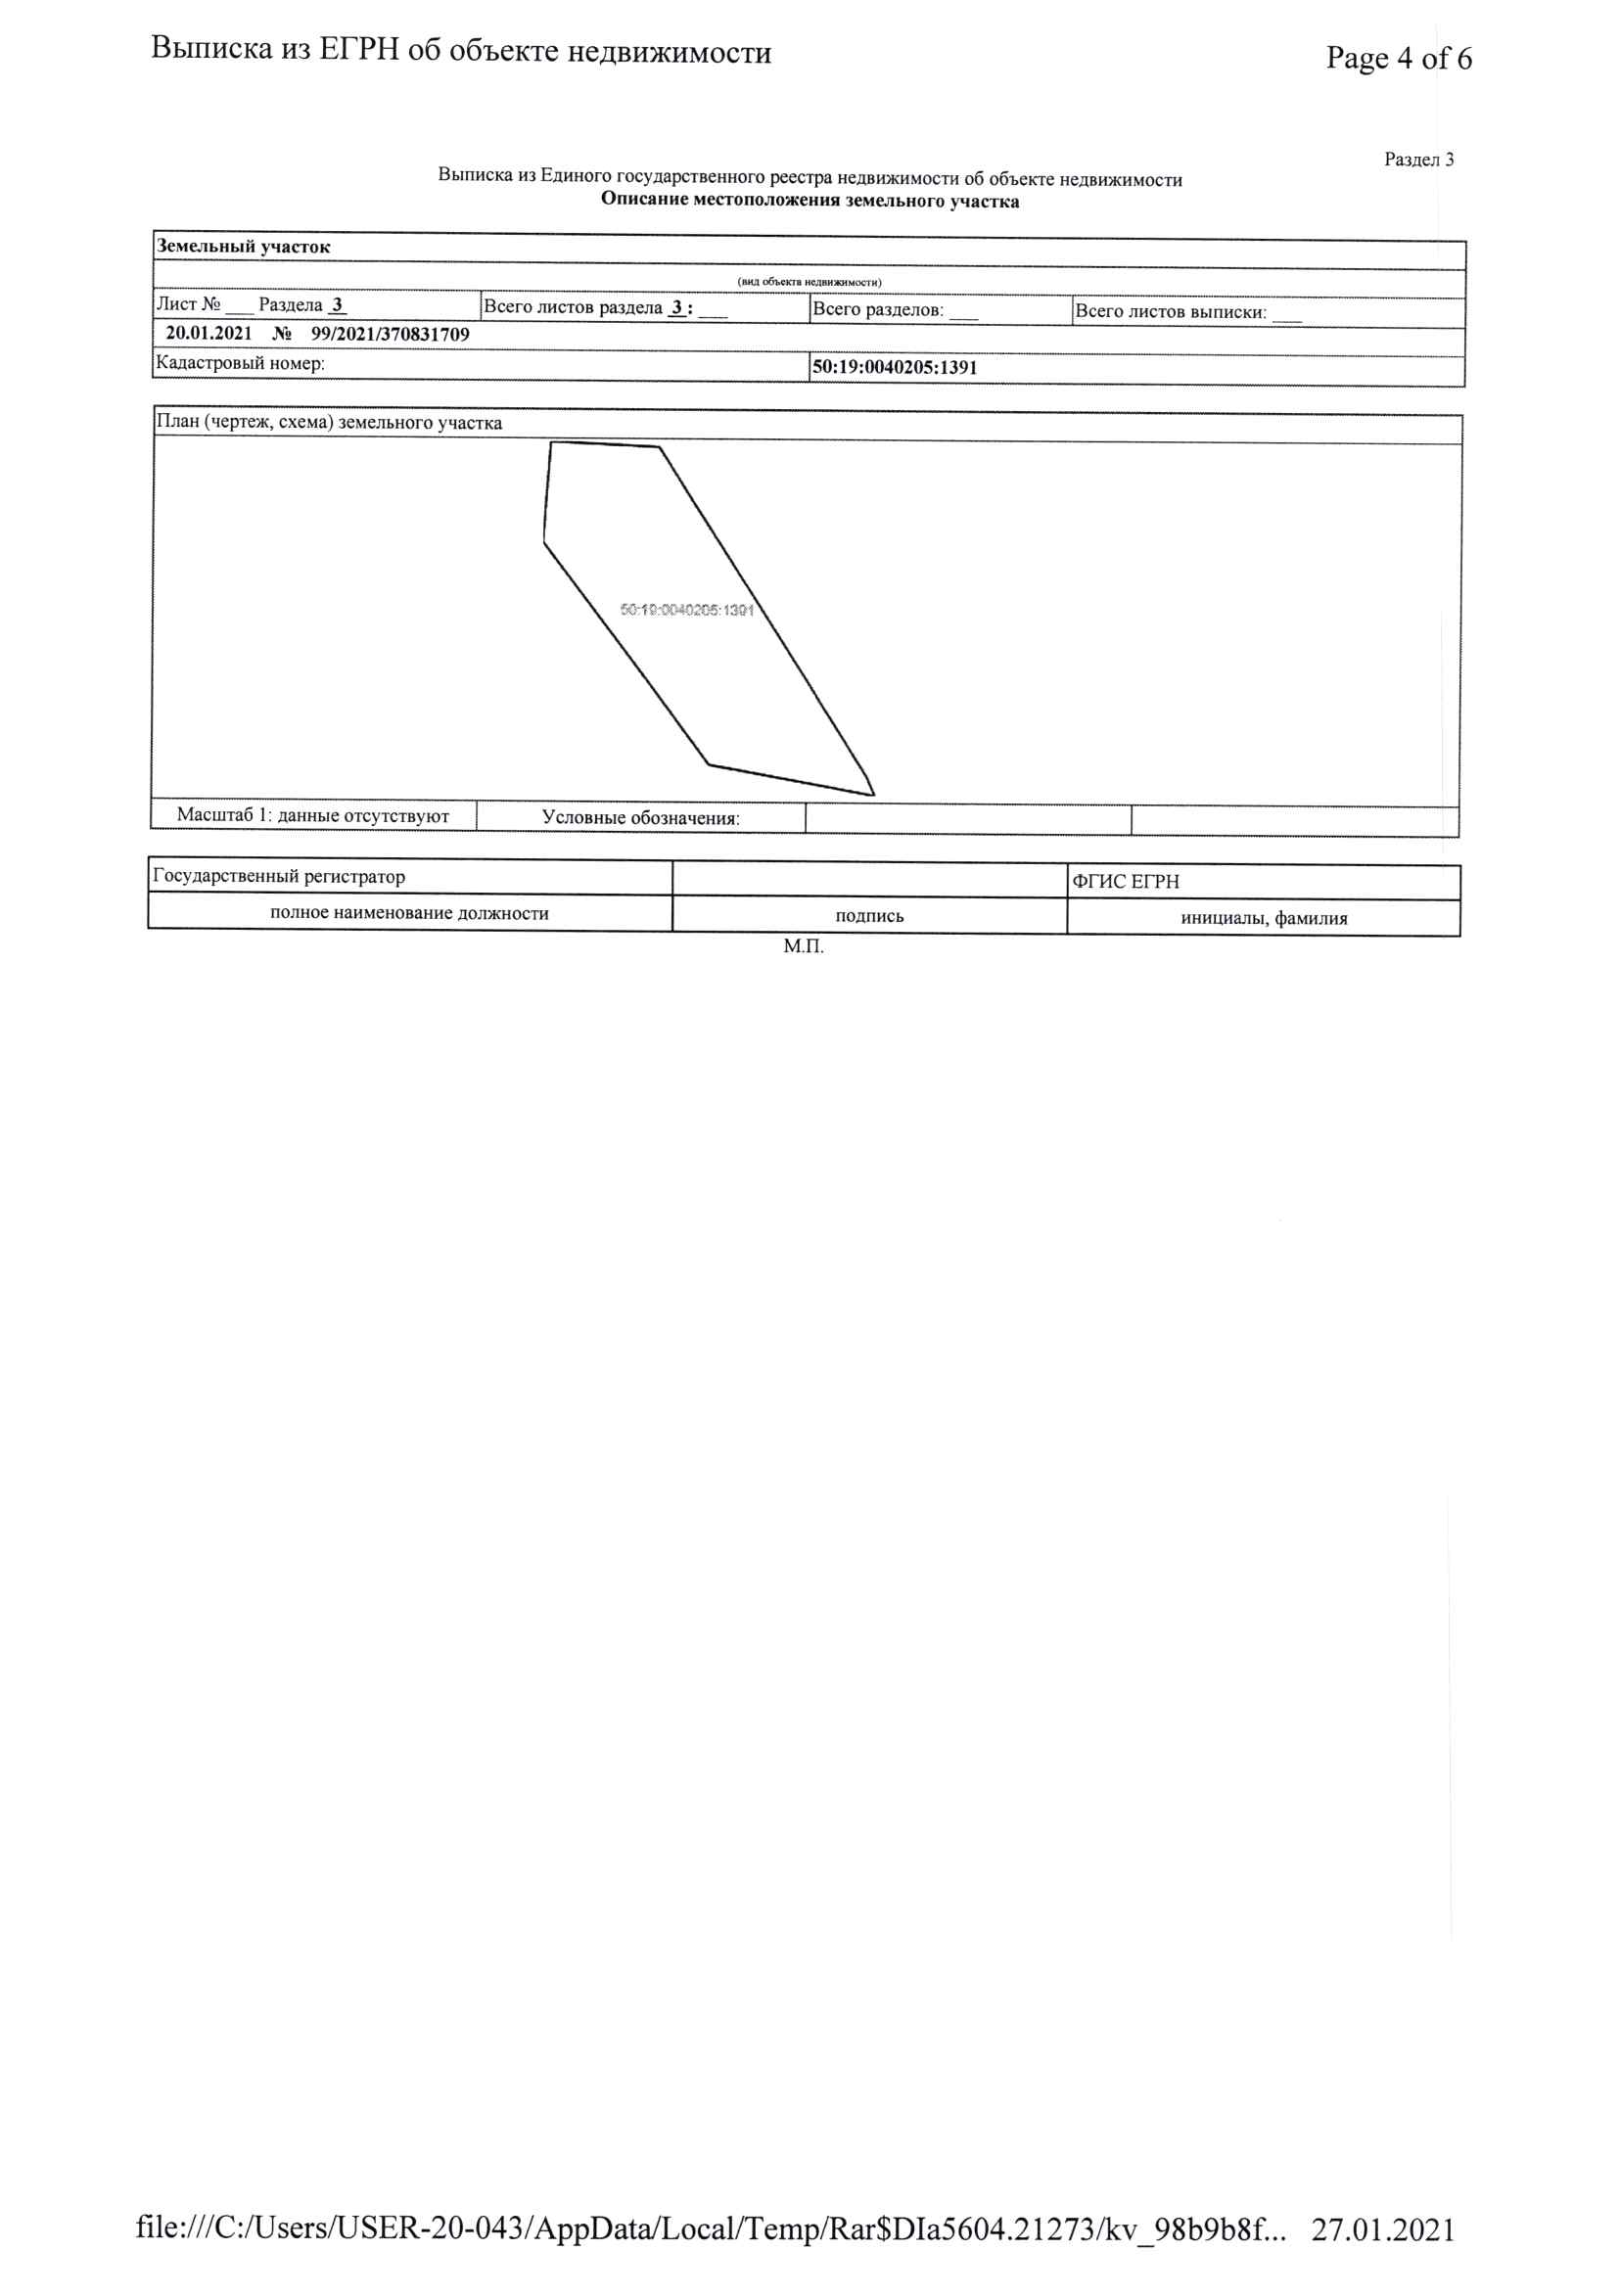 Выписка из ЕГРН об объекте недвижимости Page 4 of 6
Раздел 3
Выписка из Единого государственного реестра недвижимости об объекте недвижимости
Описание местоположения земельного участка
Земельный участок
(вид объекта недвижимости)
Лист № ___ Раздела 3 Всего листов раздела 3 : ___ Всего разделов: ___ Всего листов выписки: ___
20.01.2021 № 99/2021/370831709
Кадастровый номер: 50:19:0040205:1391
План (чертеж, схема) земельного участка
50:19:0040205:1391
Масштаб 1: данные отсутствуют Условные обозначения:
Государственный регистратор ФГИС ЕГРН
полное наименование должности подпись инициалы, фамилия
М.П.
file:///C:/Users/USER-20-043/AppData/Local/Temp/Rar$DIa5604.21273/kv_98b9b8f... 27.01.2021